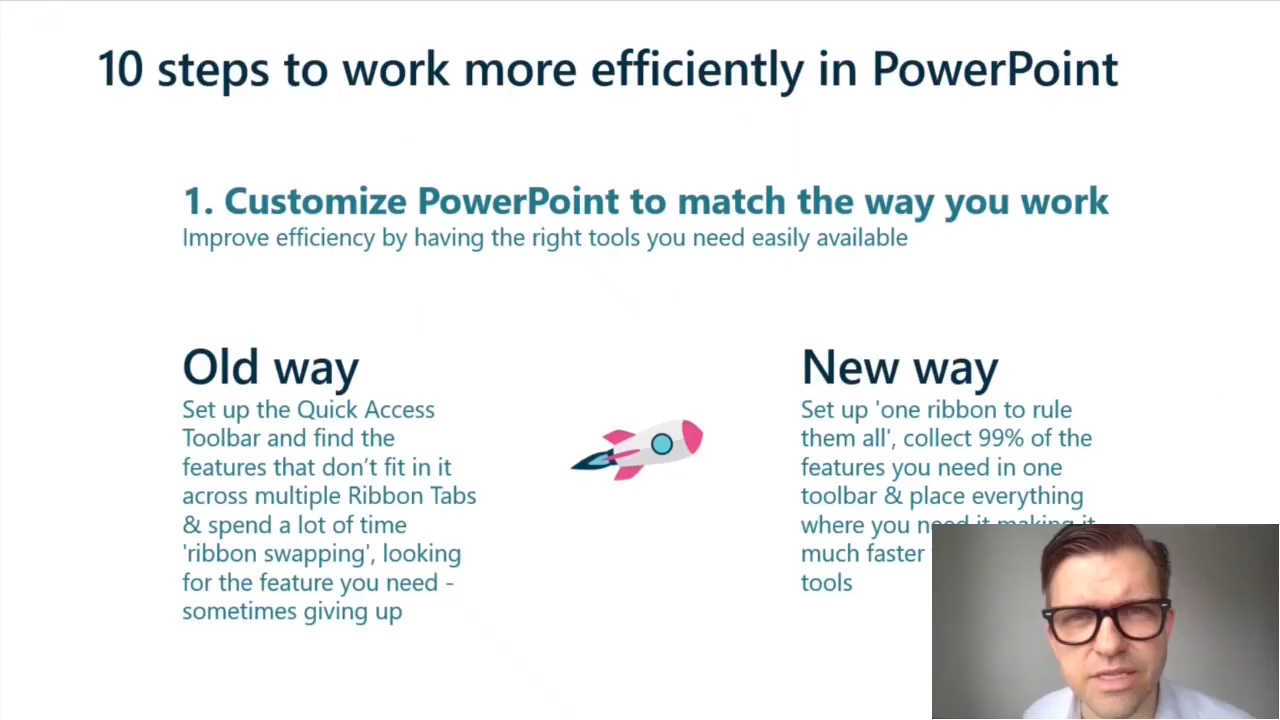 10 steps to work more efficiently in PowerPoint
1. Customize PowerPoint to match the way you work
Improve efficiency by having the right tools you need easily available
Old way
Set up the Quick Access
Toolbar and find the
features that don’t fit in it
across multiple Ribbon Tabs
& spend a lot of time
'ribbon swapping', looking
for the feature you need -
sometimes giving up
New way
Set up 'one ribbon to rule
them all', collect 99% of the
features you need in one
toolbar & place everything
where you need it making it
much faster
tools